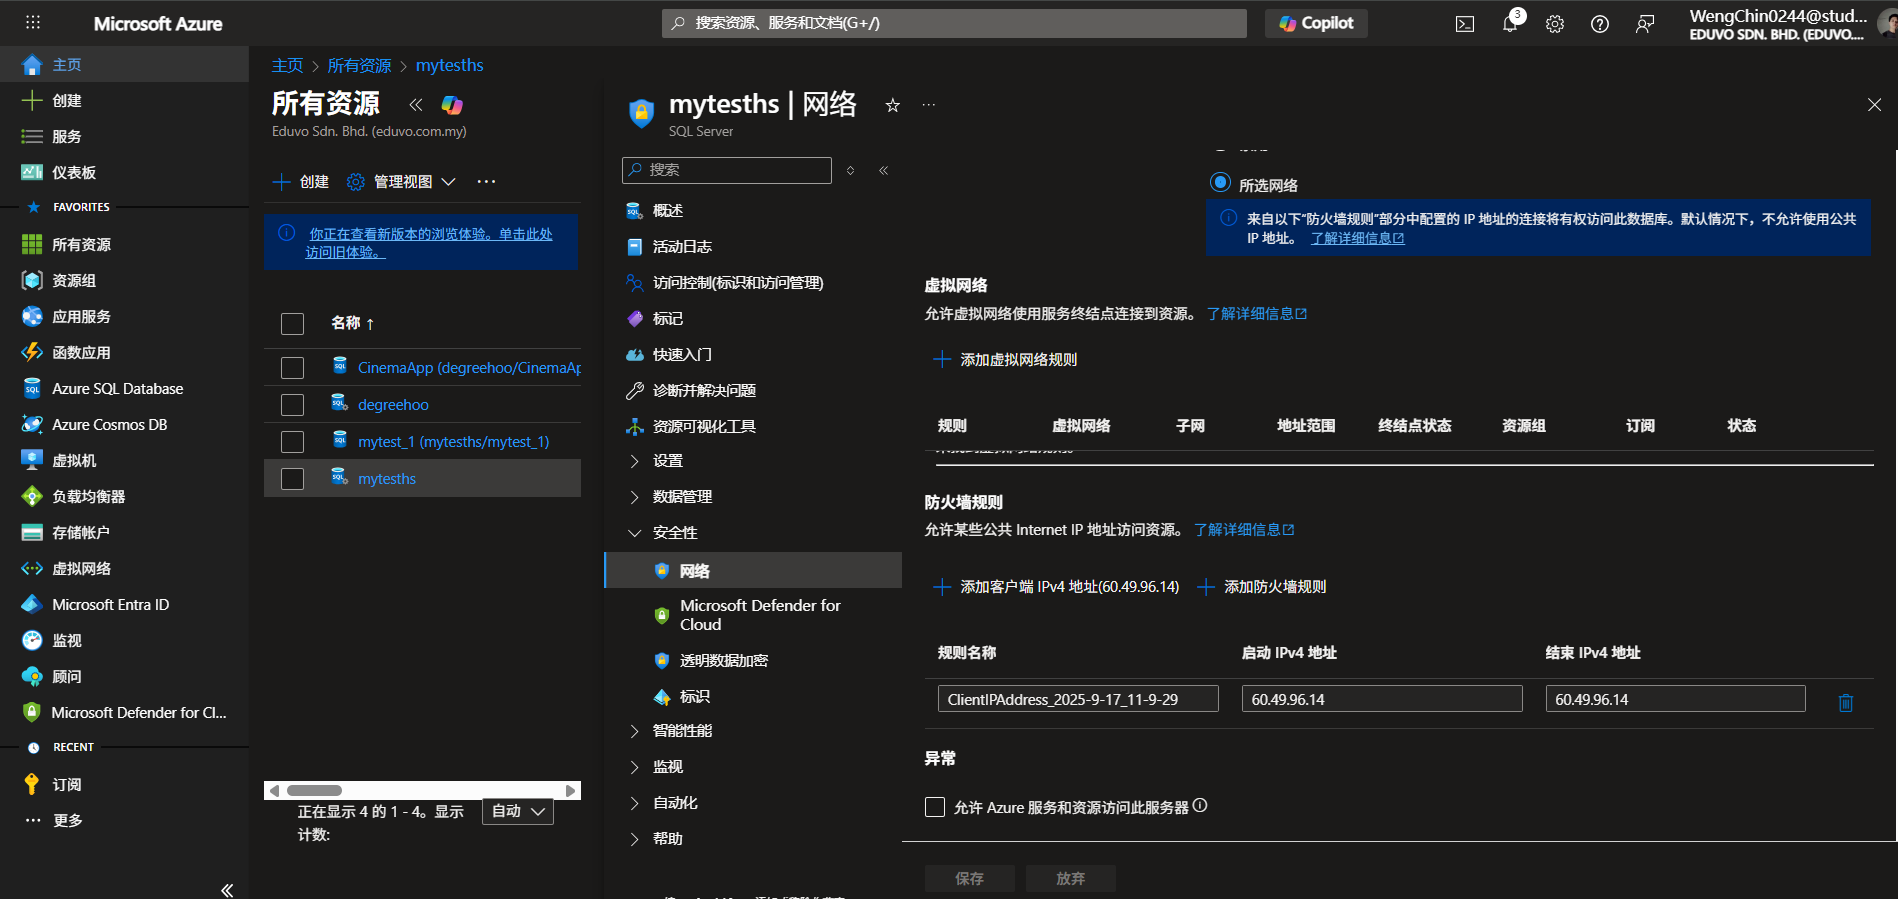 Microsoft Azure
搜索资源、服务和文档(G+/)
Copilot
3
WengChin0244@stud...
EDUVO SDN. BHD. (EDUVO....
主页
创建
服务
仪表板
FAVORITES
所有资源
资源组
应用服务
函数应用
Azure SQL Database
Azure Cosmos DB
虚拟机
负载均衡器
存储帐户
虚拟网络
Microsoft Entra ID
监视
顾问
Microsoft Defender for Cl...
RECENT
订阅
更多
主页 > 所有资源 > mytesths
所有资源
Eduvo Sdn. Bhd. (eduvo.com.my)
创建
管理视图
你正在查看新版本的浏览体验。单击此处
访问旧体验。
名称 ↑
CinemaApp (degreehoo/CinemaAp
degreehoo
mytest_1 (mytesths/mytest_1)
mytesths
正在显示 4 的 1 - 4。显示
计数:
自动
mytesths | 网络
SQL Server
搜索
概述
活动日志
访问控制(标识和访问管理)
标记
快速入门
诊断并解决问题
资源可视化工具
设置
数据管理
安全性
网络
Microsoft Defender for
Cloud
透明数据加密
标识
智能性能
监视
自动化
帮助
所选网络
来自以下“防火墙规则”部分中配置的 IP 地址的连接将有权访问此数据库。默认情况下，不允许使用公共
IP 地址。 了解详细信息
虚拟网络
允许虚拟网络使用服务终结点连接到资源。 了解详细信息
添加虚拟网络规则
规则 虚拟网络 子网 地址范围 终结点状态 资源组 订阅 状态
防火墙规则
允许某些公共 Internet IP 地址访问资源。 了解详细信息
添加客户端 IPv4 地址(60.49.96.14) 添加防火墙规则
规则名称 启动 IPv4 地址 结束 IPv4 地址
ClientIPAddress_2025-9-17_11-9-29 60.49.96.14 60.49.96.14
异常
允许 Azure 服务和资源访问此服务器
保存 放弃